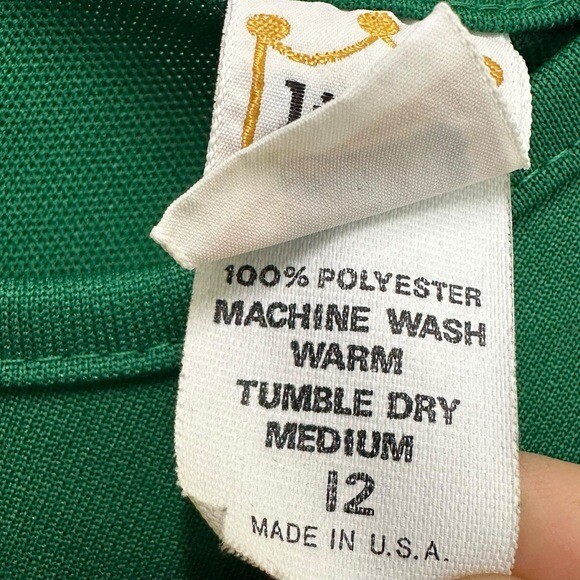 100% POLYESTER
MACHINE WASH
WARM
TUMBLE DRY
MEDIUM
12
MADE IN U.S.A.